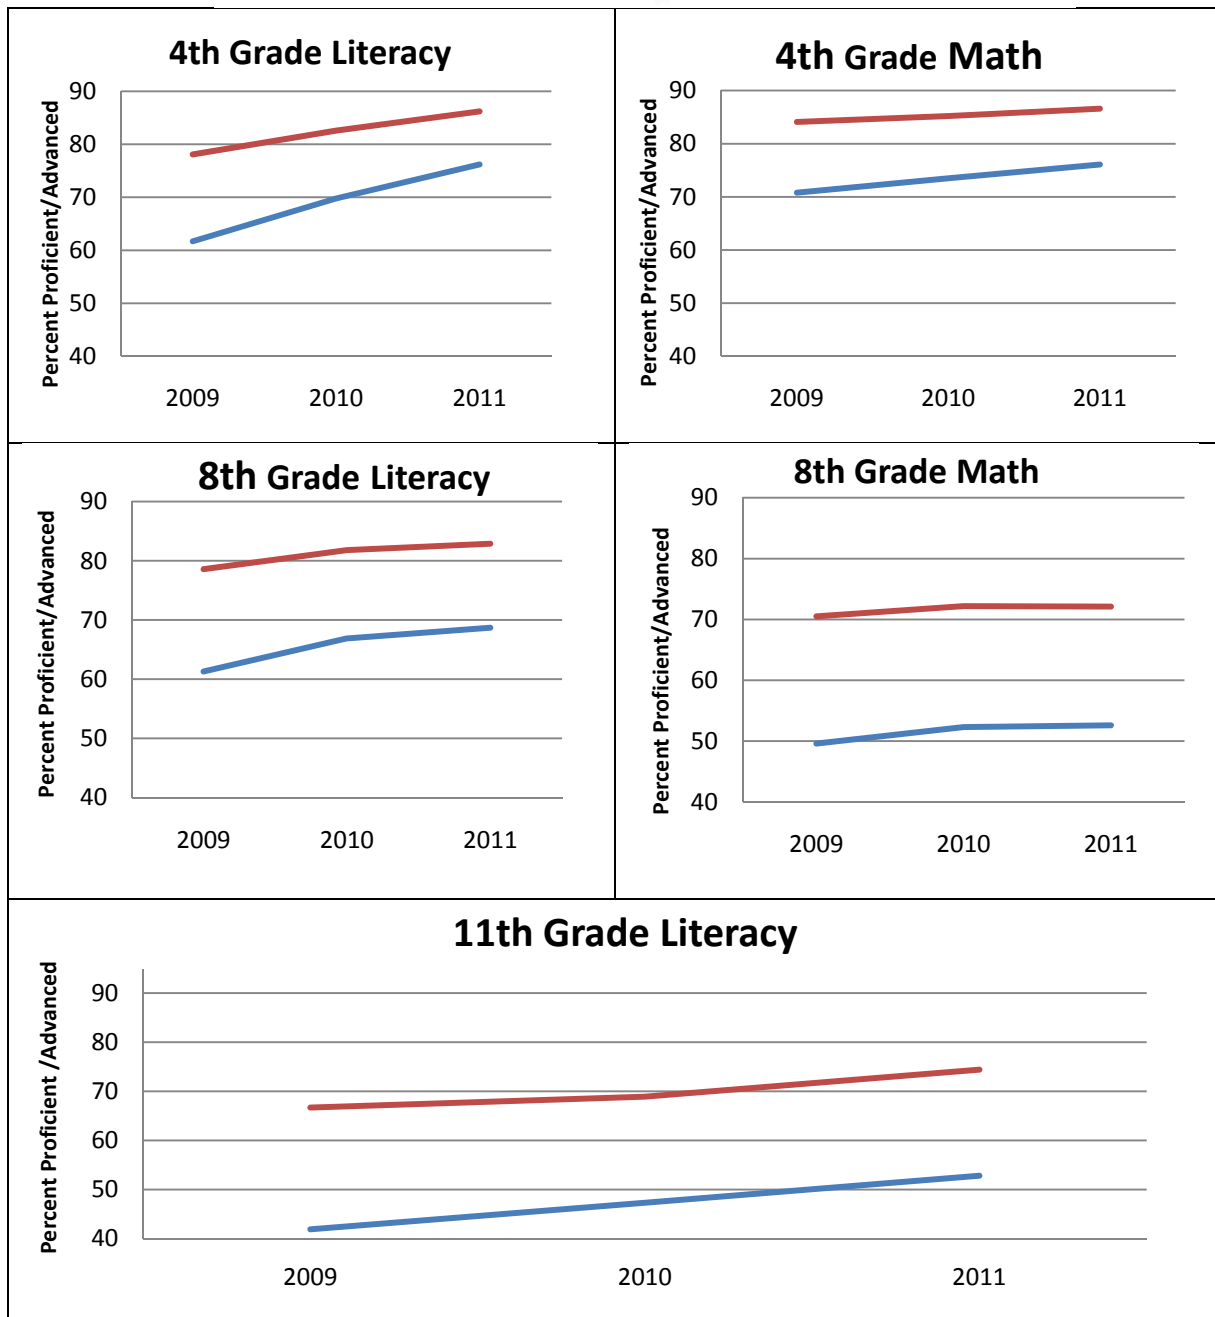 4th Grade Literacy
Percent Proficient/Advanced
90
80
70
60
50
40
2009 2010 2011
4th Grade Math
Percent Proficient/Advanced
90
80
70
60
50
40
2009 2010 2011
8th Grade Literacy
Percent Proficient/Advanced
90
80
70
60
50
40
2009 2010 2011
8th Grade Math
Percent Proficient/Advanced
90
80
70
60
50
40
2009 2010 2011
11th Grade Literacy
Percent Proficient /Advanced
90
80
70
60
50
40
2009 2010 2011